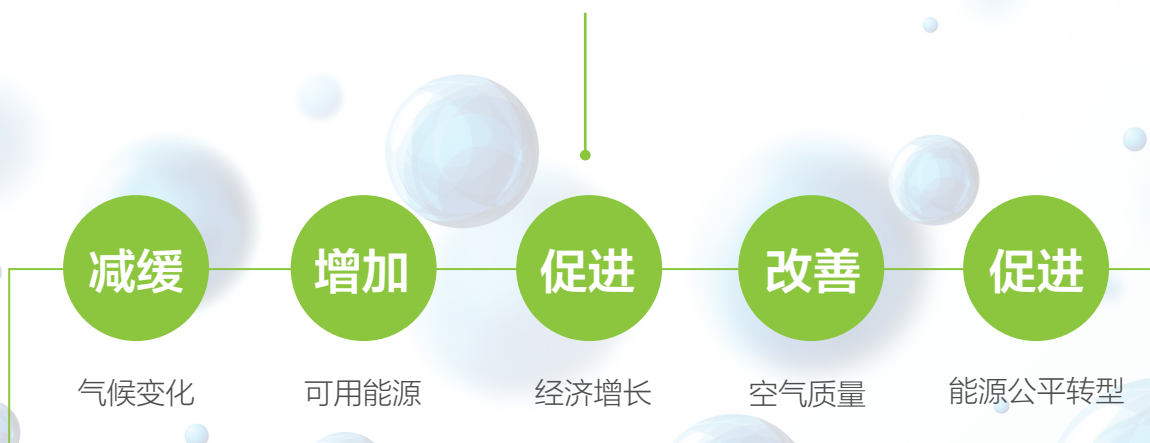 减缓
增加
促进
改善
促进
气候变化
可用能源
经济增长
空气质量
能源公平转型